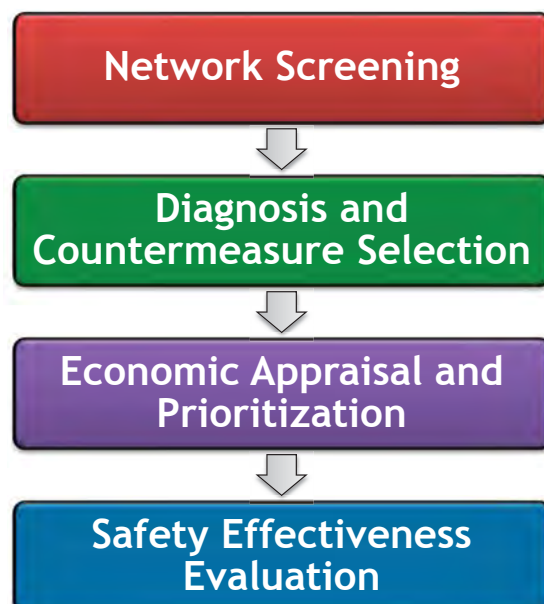 Network Screening
Diagnosis and
Countermeasure Selection
Economic Appraisal and
Prioritization
Safety Effectiveness
Evaluation